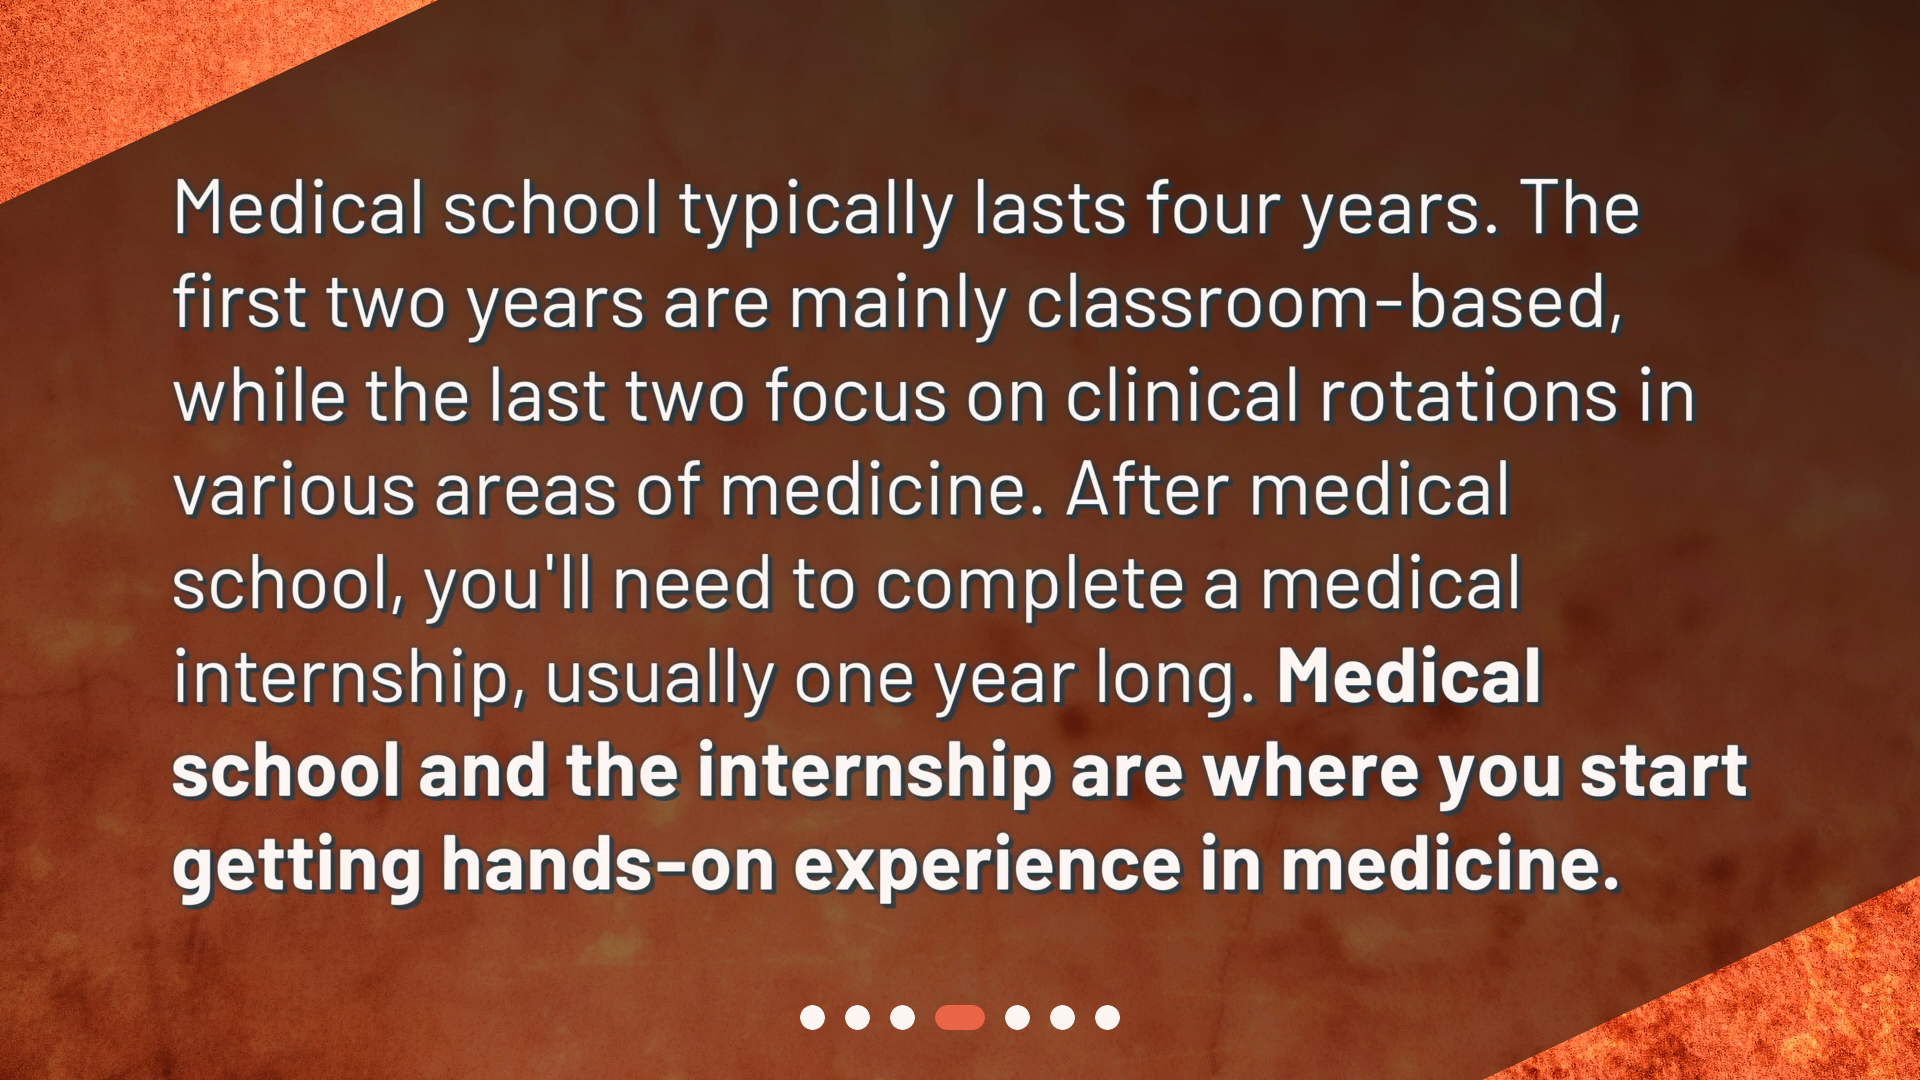 Medical school typically lasts four years. The
first two years are mainly classroom-based,
while the last two focus on clinical rotations in
various areas of medicine. After medical
school, you'll need to complete a medical
internship, usually one year long. Medical
school and the internship are where you start
getting hands-on experience in medicine.